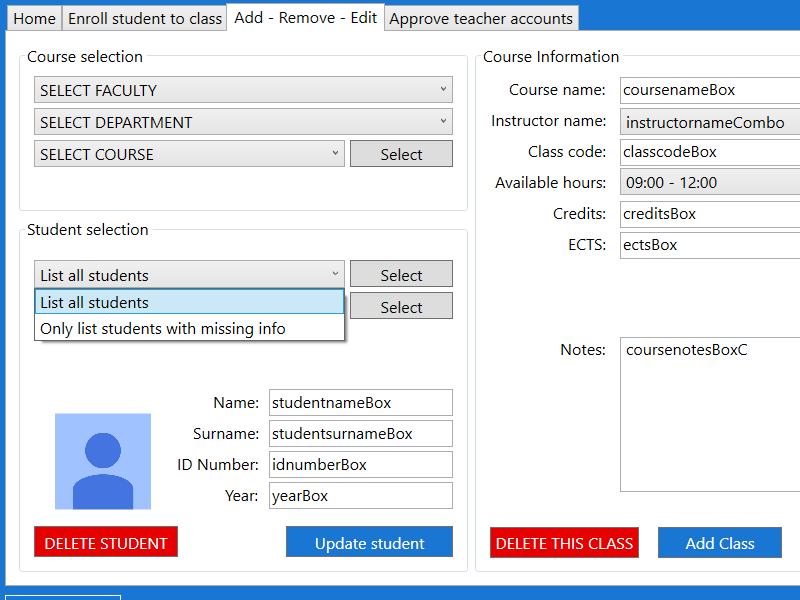 Home
Enroll student to class
Add - Remove - Edit
Approve teacher accounts
Course selection
SELECT FACULTY
SELECT DEPARTMENT
SELECT COURSE
Select
Student selection
List all students
Select
List all students
Select
Only list students with missing info
Name: studentnameBox
Surname: studentsurnameBox
ID Number: idnumberBox
Year: yearBox
DELETE STUDENT
Update student
Course Information
Course name: coursenameBox
Instructor name: instructornameCombo
Class code: classcodeBox
Available hours: 09:00 - 12:00
Credits: creditsBox
ECTS: ectsBox
Notes: coursenotesBoxC
DELETE THIS CLASS
Add Class